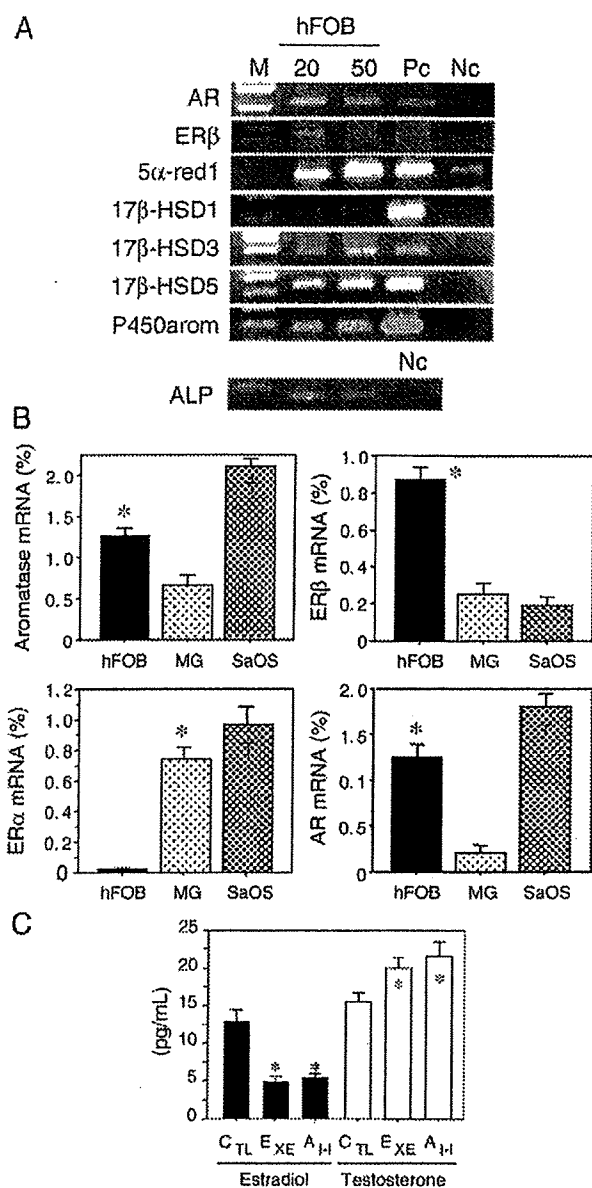 A
hFOB
M 20 50 Pc Nc
AR
ERβ
5α-red1
17β-HSD1
17β-HSD3
17β-HSD5
P450arom
Nc
ALP
B
Aromatase mRNA (%)
2.0
1.5
1.0
0.5
0
*
hFOB MG SaOS
ERβ mRNA (%)
1.0
0.8
0.6
0.4
0.2
0
*
hFOB MG SaOS
ERα mRNA (%)
1.2
1.0
0.8
0.6
0.4
0.2
0
*
hFOB MG SaOS
AR mRNA (%)
2.0
1.5
0.1
0.5
0
*
hFOB MG SaOS
C
(pg/mL)
25
20
15
10
5
0
* * * *
CTL EXE CTL EXE
Estradiol Testosterone